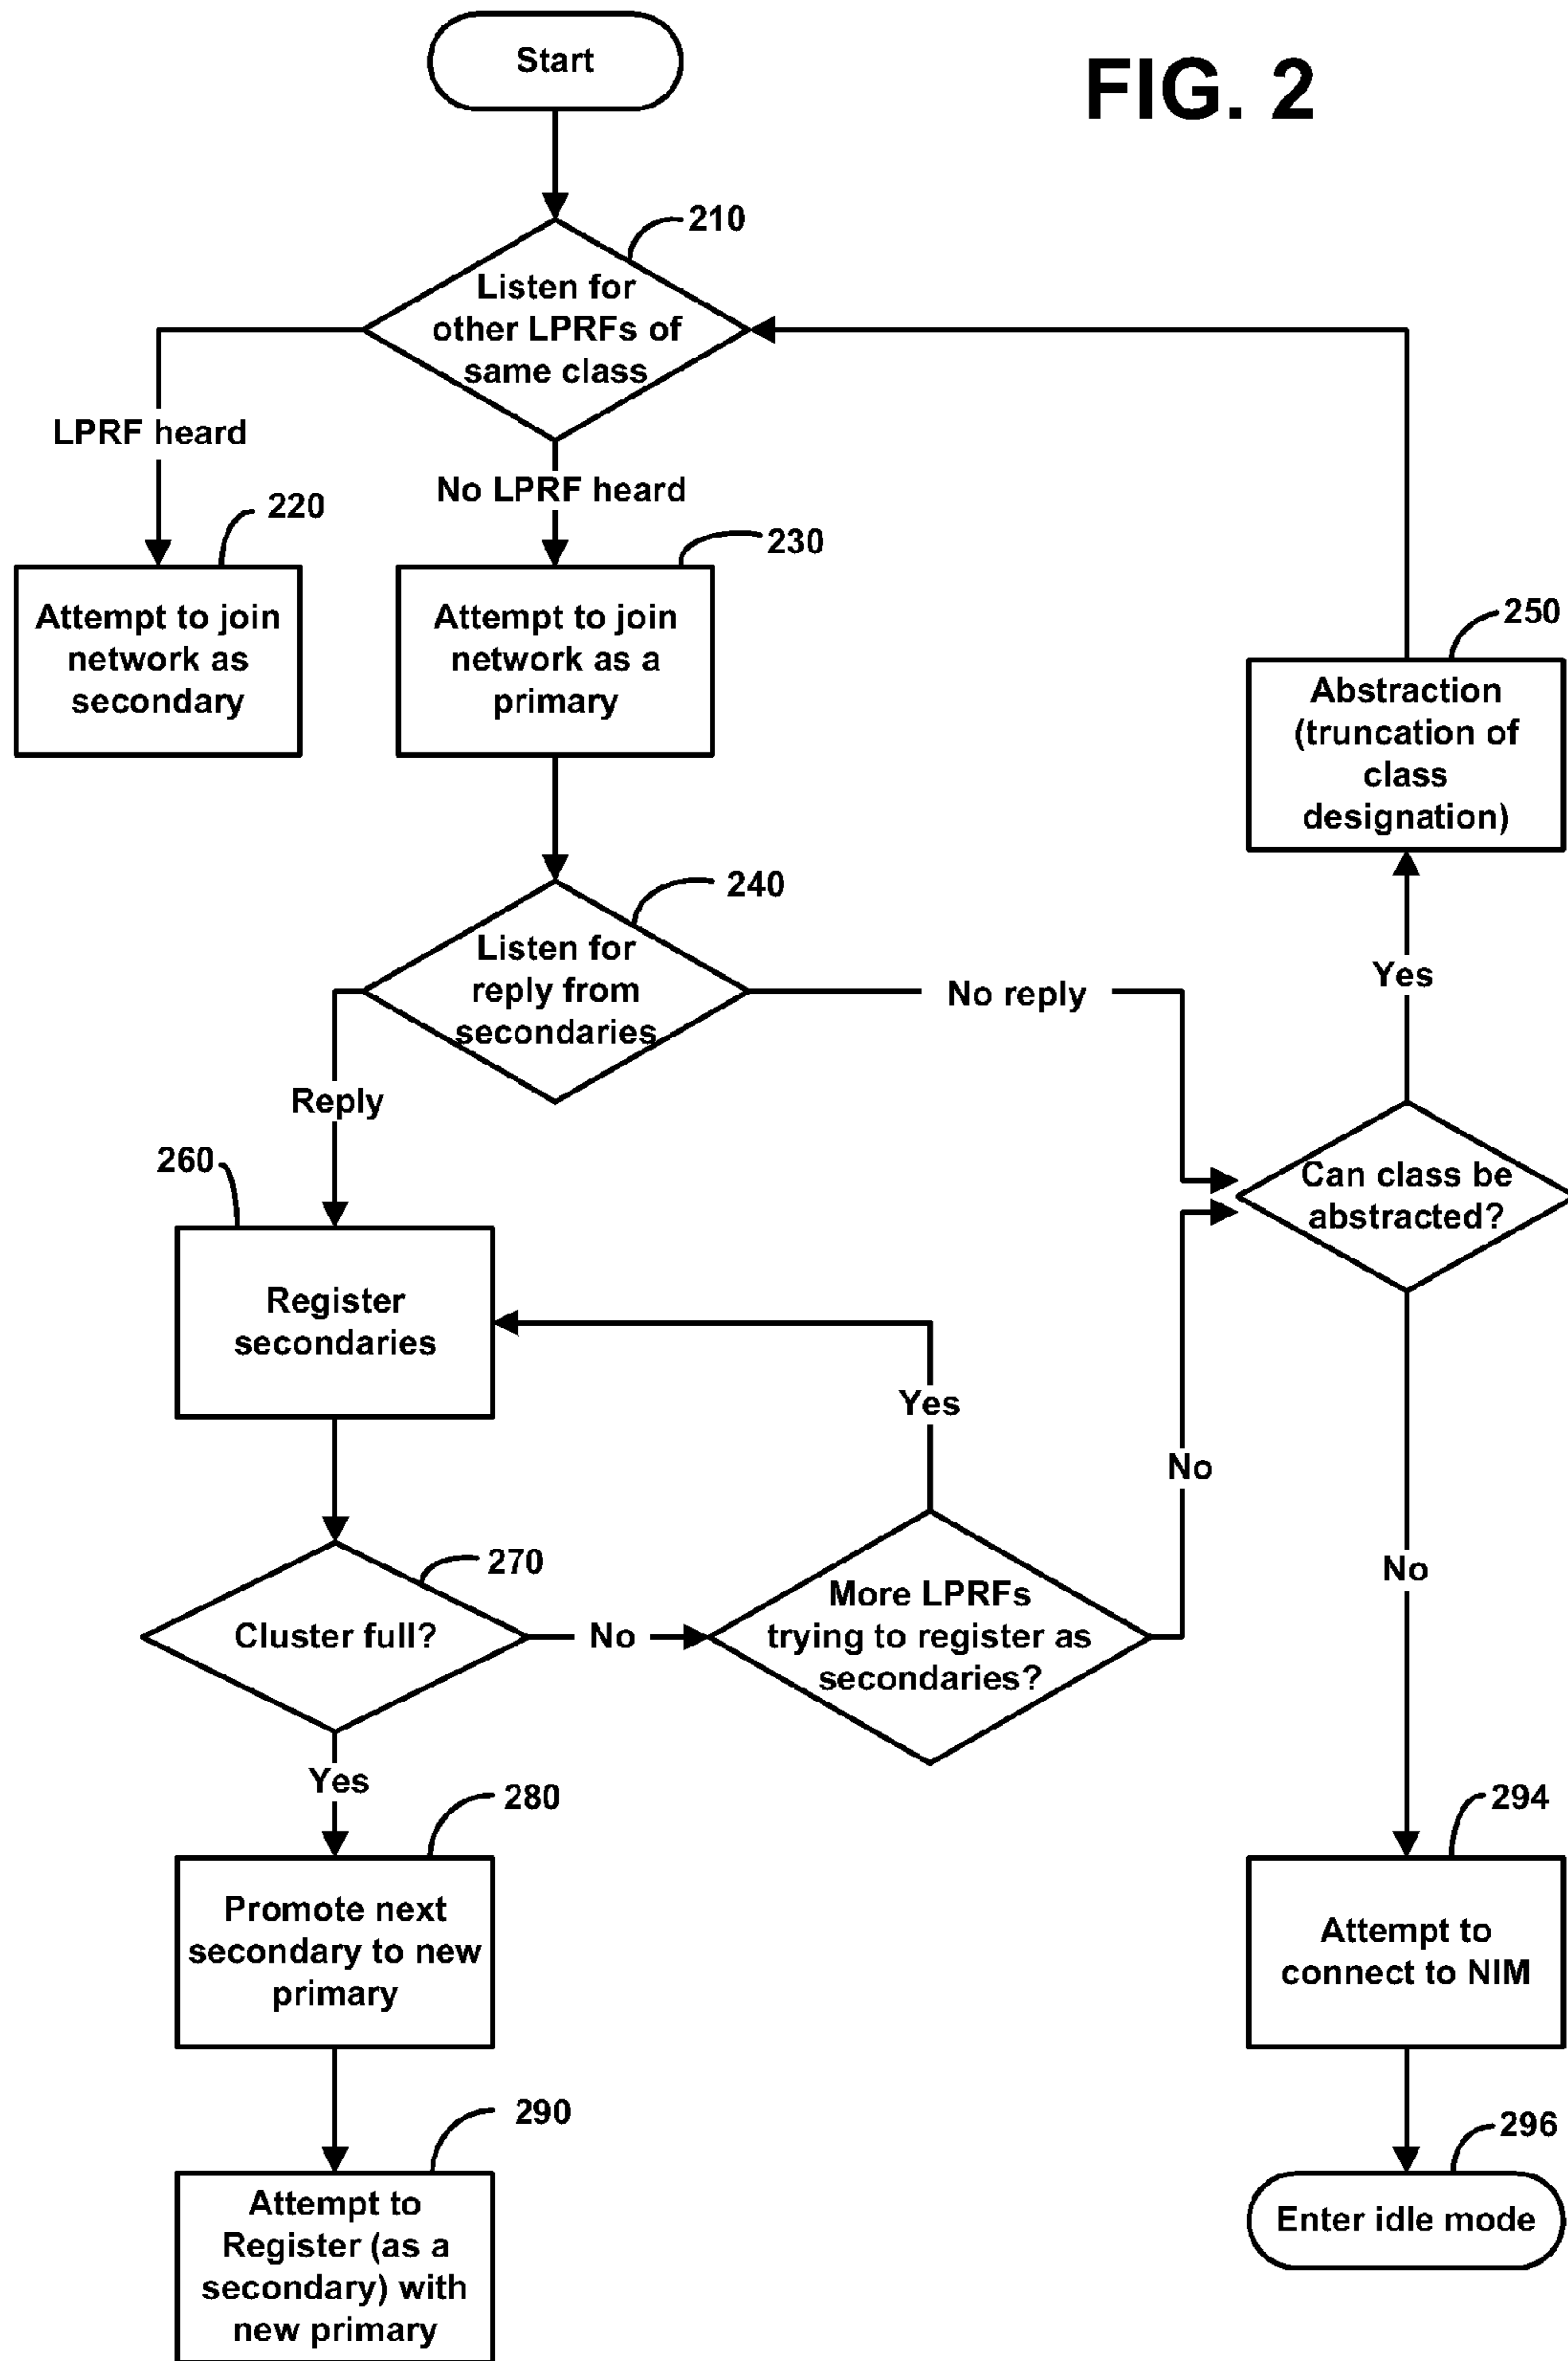 Start
FIG. 2
210
Listen for
other LPRFs of
same class
LPRF heard
No LPRF heard
220
230
Attempt to join
network as
secondary
Attempt to join
network as a
primary
250
Abstraction
(truncation of
class
designation)
240
Listen for
reply from
secondaries
No reply
Yes
Reply
260
Can class be
abstracted?
Register
secondaries
Yes
No
270
Cluster full?
No
More LPRFs
trying to register as
secondaries?
No
Yes
280
Promote next
secondary to new
primary
294
Attempt to
connect to NIM
290
Attempt to
Register (as a
secondary) with
new primary
296
Enter idle mode